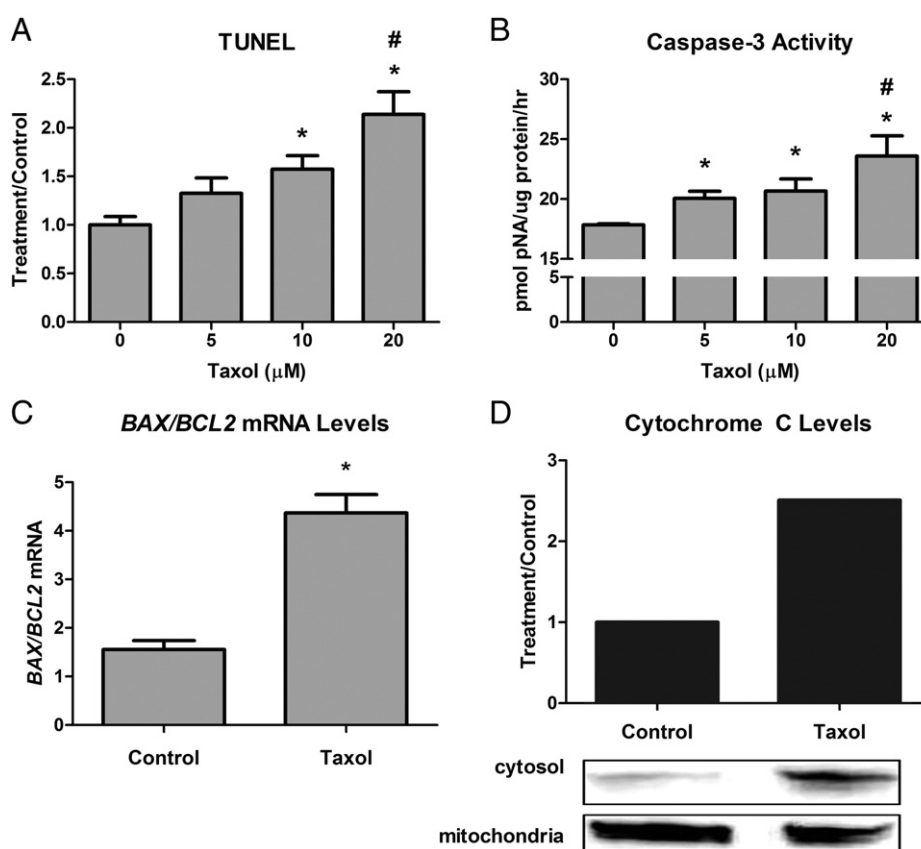 A
TUNEL
Treatment/Control
2.5
2.0
1.5
1.0
0.5
0.0
*
#
*
0
5
10
20
Taxol (μM)
B
Caspase-3 Activity
pmol pNA/ug protein/hr
30
25
20
15
5
0
*
*
#
*
0
5
10
20
Taxol (μM)
C
BAX/BCL2 mRNA Levels
BAX/BCL2 mRNA
5
4
3
2
1
0
*
Control
Taxol
D
Cytochrome C Levels
Treatment/Control
3
2
1
3
Control
Taxol
cytosol
mitochondria